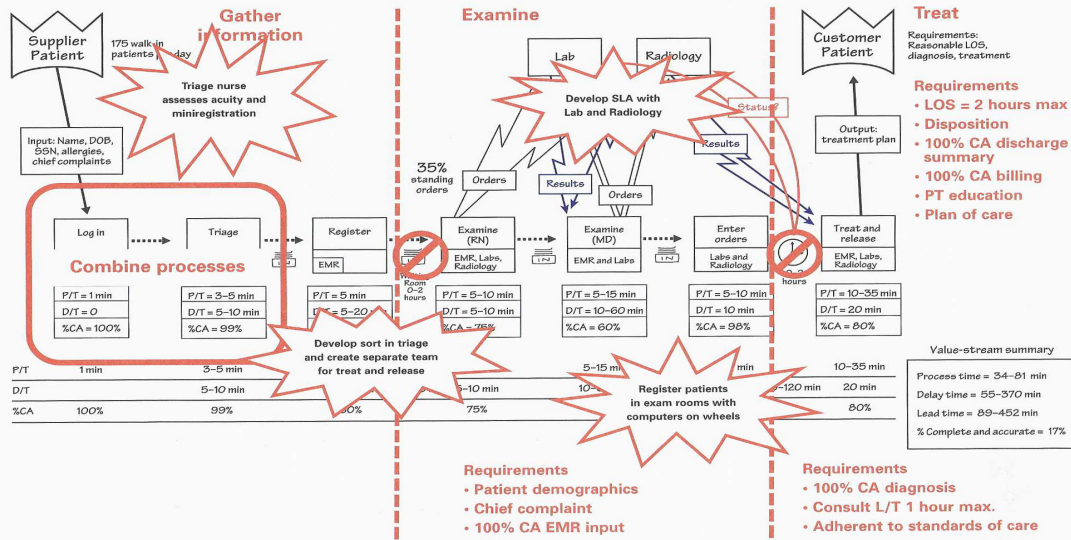 Gather
information
Examine
Treat
Supplier
Patient
175 walk-in
patients
day
Triage nurse
assesses acuity and
miniregistration
Input: Name, DOB,
SSN, allergies,
chief complaints
Lab
Radiology
Develop SLA with
Lab and Radiology
Status?
Results
35%
standing
orders
Orders
Results
Orders
Customer
Patient
Requirements:
Reasonable LOS,
diagnosis, treatment
Output:
treatment plan
Requirements
• LOS = 2 hours max
• Disposition
• 100% CA discharge
summary
• 100% CA billing
• PT education
• Plan of care
Log in
Triage
Register
EMR
Examine
(RN)
EMR, Labs,
Radiology
Examine
(MD)
EMR and Labs
Enter
orders
Labs and
Radiology
Treat and
release
EMR, Labs,
Radiology
IN
IN
IN
Combine processes
Room
0–2
hours
hours
P/T = 1 min
D/T = 0
%CA = 100%
P/T = 3–5 min
D/T = 5–10 min
%CA = 99%
P/T = 5 min
D/T = 5–20
P/T = 5–10 min
D/T = 5–10 min
%CA = 75%
P/T = 5–15 min
D/T = 10–60 min
%CA = 60%
P/T = 5–10 min
D/T = 10 min
%CA = 98%
P/T = 10–35 min
D/T = 20 min
%CA = 80%
Develop sort in triage
and create separate team
for treat and release
Register patients
in exam rooms with
computers on wheels
P/T 1 min 3–5 min 5–15 min 10–35 min
D/T 5–10 min –10 min –120 min 20 min
%CA 100% 99% 75% 80%
Value-stream summary
Process time = 34–81 min
Delay time = 55–370 min
Lead time = 89–452 min
% Complete and accurate = 17%
Requirements
• Patient demographics
• Chief complaint
• 100% CA EMR input
Requirements
• 100% CA diagnosis
• Consult L/T 1 hour max.
• Adherent to standards of care